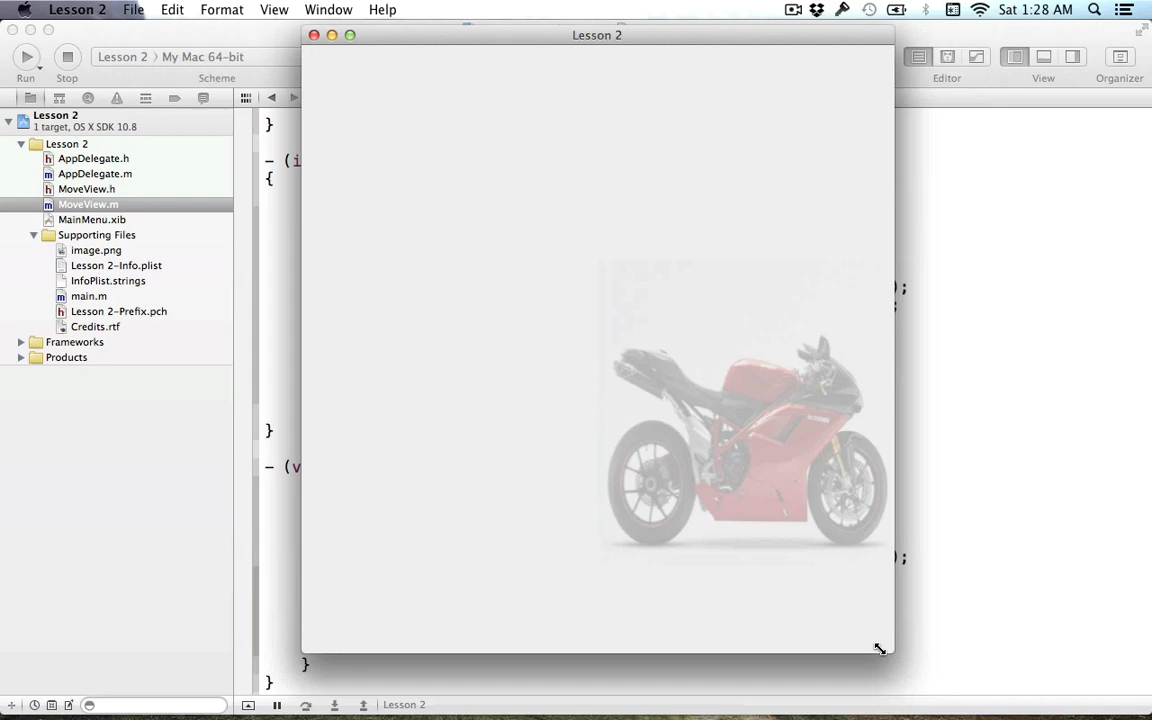 Lesson 2 File Edit Format View Window Help Sat 1:28 AM
Lesson 2
Lesson 2 〉 My Mac 64-bit
Run Stop Scheme Editor View Organizer
Lesson 2
1 target, OS X SDK 10.8
Lesson 2
h AppDelegate.h
m AppDelegate.m
h MoveView.h
m MoveView.m
MainMenu.xib
Supporting Files
image.png
Lesson 2-Info.plist
InfoPlist.strings
m main.m
h Lesson 2-Prefix.pch
Credits.rtf
Frameworks
Products
}
- (i
{
);
;
}
- (v
);
}
}
Lesson 2